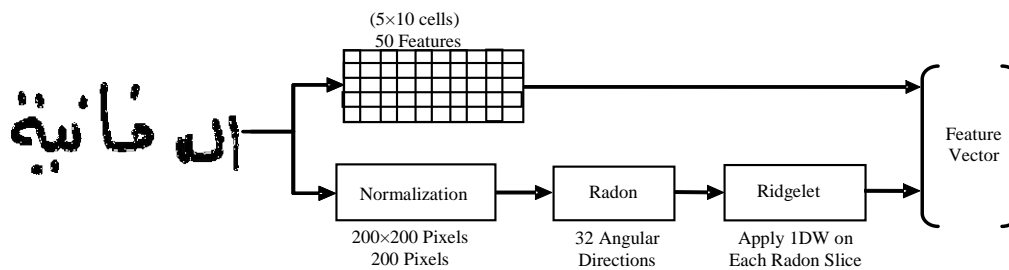 (5×10 cells)
50 Features
الدخانية
Feature
Vector
Normalization
Radon
Ridgelet
200×200 Pixels
200 Pixels
32 Angular
Directions
Apply 1DW on
Each Radon Slice